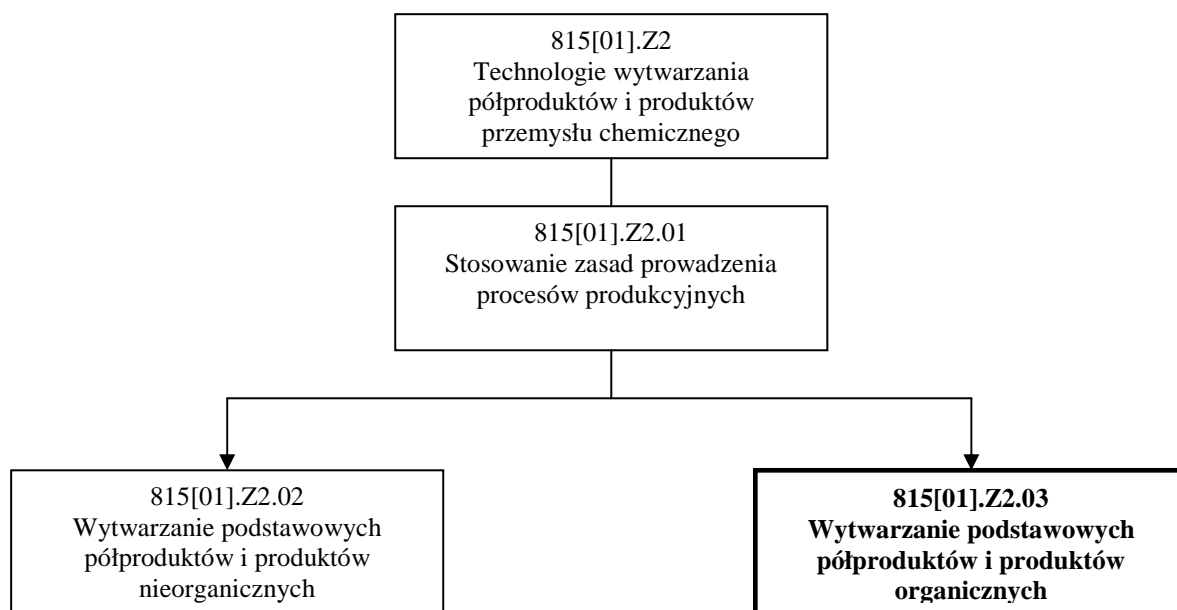 815[01].Z2
Technologie wytwarzania
półproduktów i produktów
przemysłu chemicznego
815[01].Z2.01
Stosowanie zasad prowadzenia
procesów produkcyjnych
815[01].Z2.02
Wytwarzanie podstawowych
półproduktów i produktów
nieorganicznych
815[01].Z2.03
Wytwarzanie podstawowych
półproduktów i produktów
organicznych